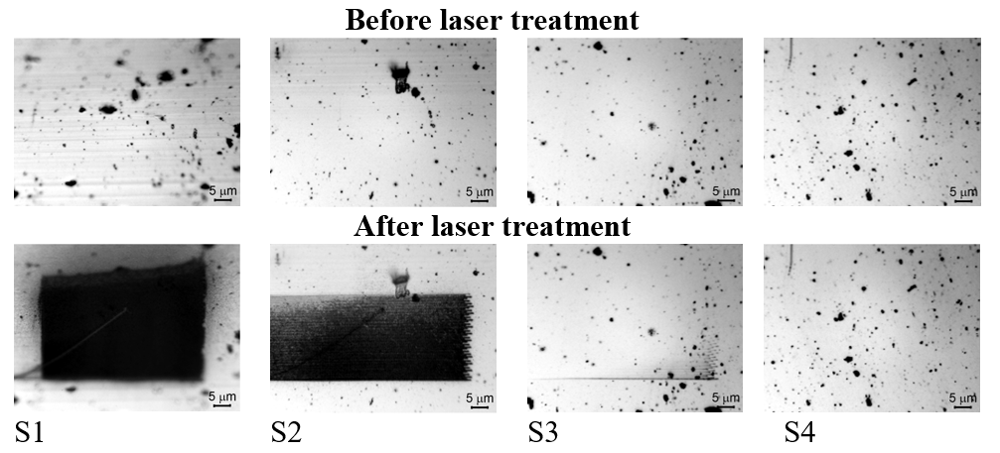 Before laser treatment
5 μm
5 μm
5 μm
5 μm
After laser treatment
5 μm
5 μm
5 μm
5 μm
S1
S2
S3
S4